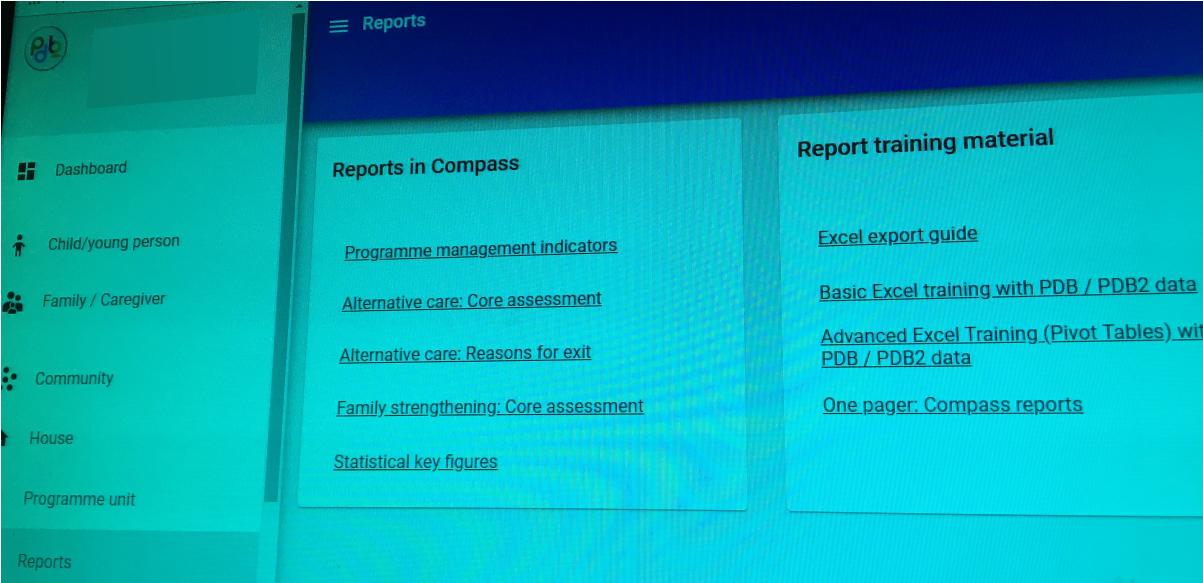 pdb2
Reports
Dashboard
Child/young person
Family / Caregiver
Community
House
Programme unit
Reports
Reports in Compass
Programme management indicators
Alternative care: Core assessment
Alternative care: Reasons for exit
Family strengthening: Core assessment
Statistical key figures
Report training material
Excel export guide
Basic Excel training with PDB / PDB2 data
Advanced Excel Training (Pivot Tables) wit
PDB / PDB2 data
One pager: Compass reports